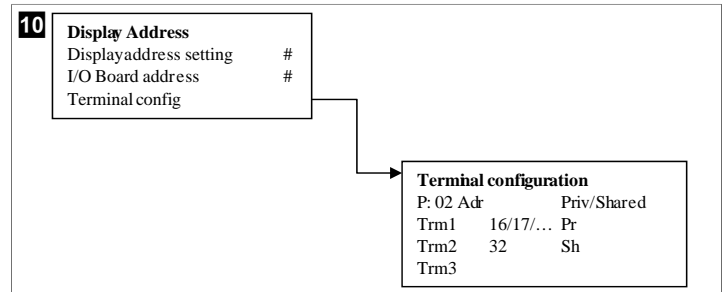 10
Display Address
Displayaddress setting #
I/O Board address #
Terminal config
Terminal configuration
P: 02 Adr Priv/Shared
Trm1 16/17/… Pr
Trm2 32 Sh
Trm3